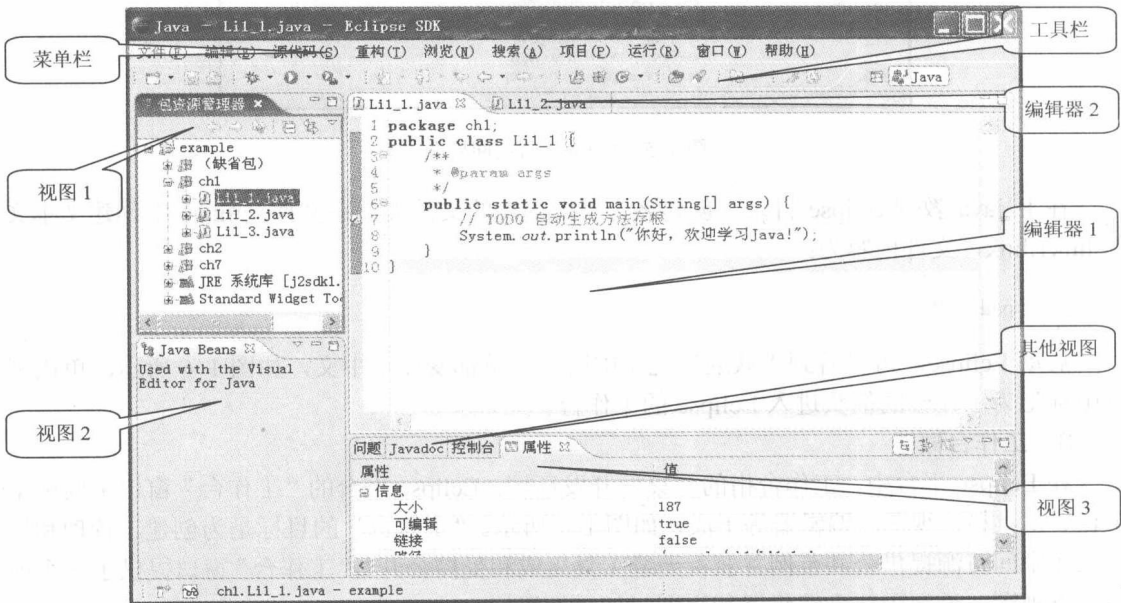 Java - Li1_1.java - Eclipse SDK
文件(F) 编辑(E) 源代码(S) 重构(T) 浏览(N) 搜索(A) 项目(P) 运行(R) 窗口(W) 帮助(H)
Java
菜单栏
工具栏
包资源管理器
example
(缺省包)
ch1
Li1_1.java
Li1_2.java
Li1_3.java
ch2
ch7
JRE 系统库 [j2sdk1.
Standard Widget Too
视图 1
Li1_1.java
Li1_2.java
编辑器 2
1 package ch1;
2 public class Li1_1 {
3 /**
4 * @param args
5 */
6 public static void main(String[] args) {
7 // TODO 自动生成方法存根
8 System.out.println("你好，欢迎学习Java!");
9 }
10 }
编辑器 1
Java Beans
Used with the Visual
Editor for Java
视图 2
其他视图
问题 Javadoc 控制台 属性
属性 值
信息
大小 187
可编辑 true
链接 false
视图 3
ch1.Li1_1.java - example